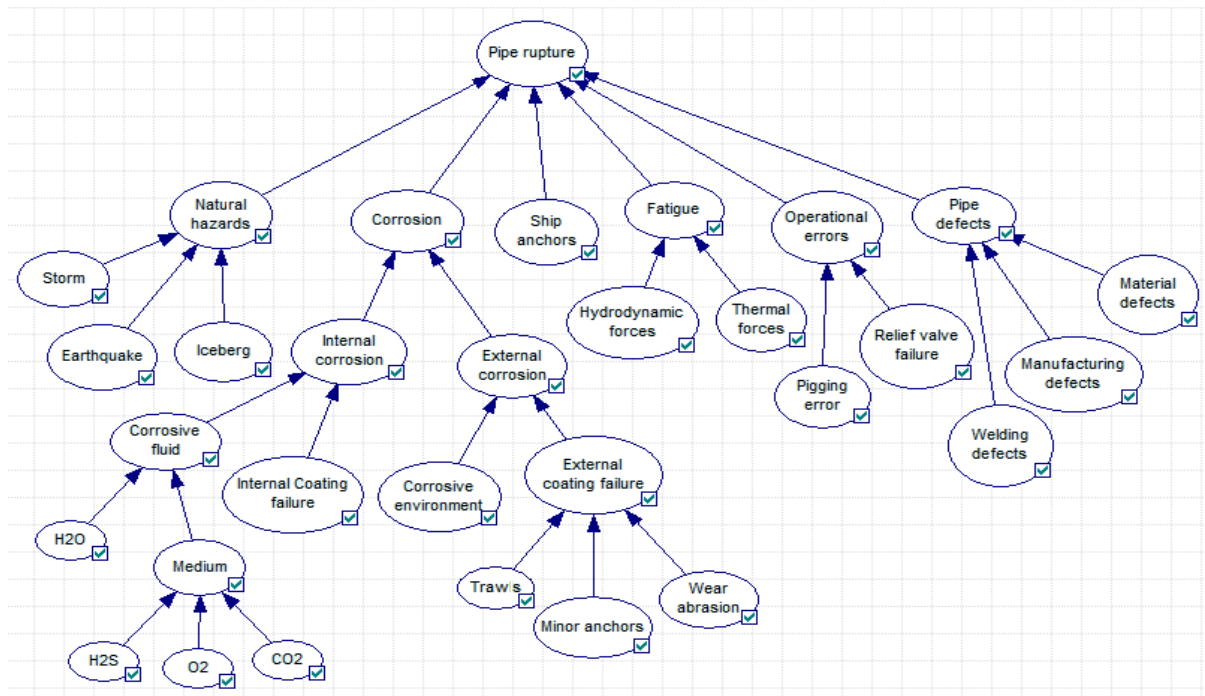 Pipe rupture
Natural
hazards
Corrosion
Ship
anchors
Fatigue
Operational
errors
Pipe
defects
Storm
Earthquake
Iceberg
Internal
corrosion
External
corrosion
Hydrodynamic
forces
Thermal
forces
Relief valve
failure
Material
defects
Manufacturing
defects
Pigging
error
Welding
defects
Corrosive
fluid
Internal Coating
failure
Corrosive
environment
External
coating failure
H2O
Medium
Trawls
Minor anchors
Wear
abrasion
H2S
O2
CO2